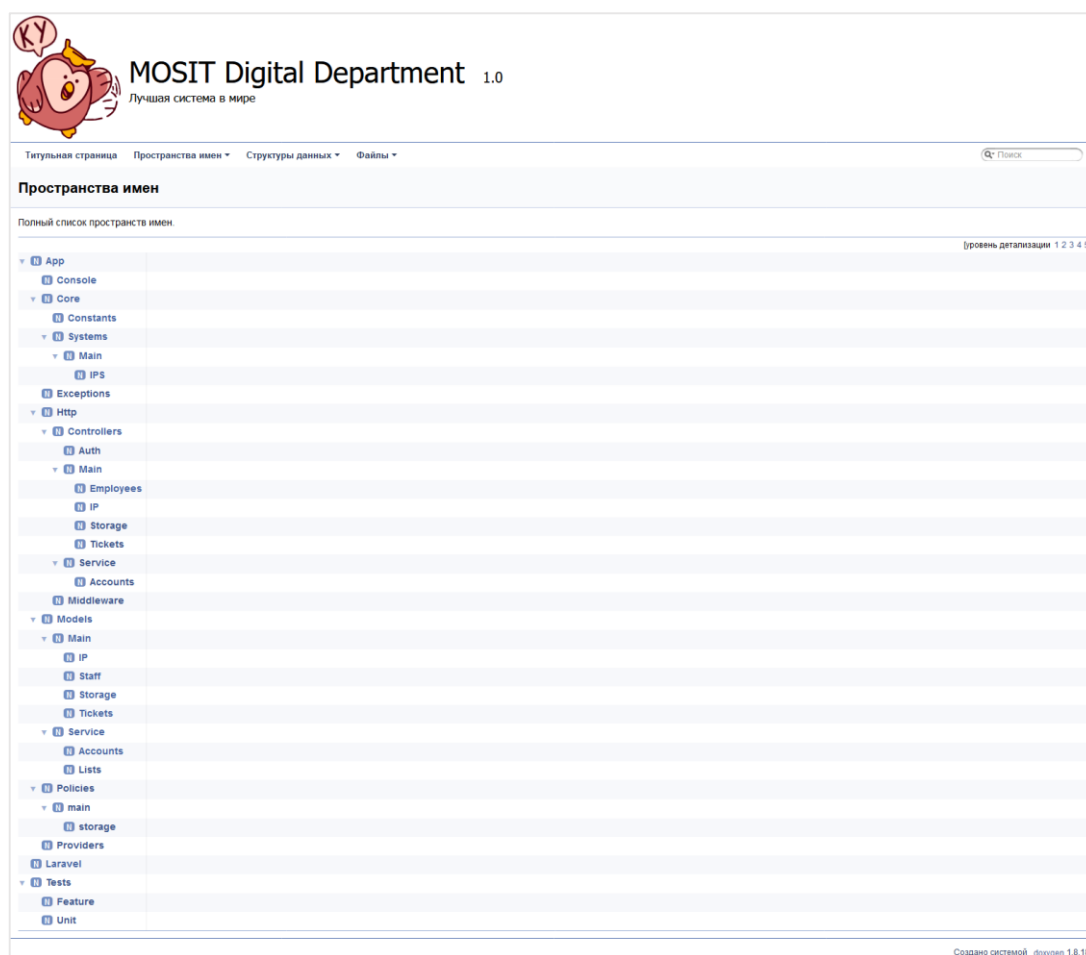 КУ
MOSIT Digital Department 1.0
Лучшая система в мире
Титульная страница Пространства имен Структуры данных Файлы Поиск
Пространства имен
Полный список пространств имен.
[уровень детализации 1 2 3 4 5
N App
N Console
N Core
N Constants
N Systems
N Main
N IPS
N Exceptions
N Http
N Controllers
N Auth
N Main
N Employees
N IP
N Storage
N Tickets
N Service
N Accounts
N Middleware
N Models
N Main
N IP
N Staff
N Storage
N Tickets
N Service
N Accounts
N Lists
N Policies
N main
N storage
N Providers
N Laravel
N Tests
N Feature
N Unit
Создано системой doxygen